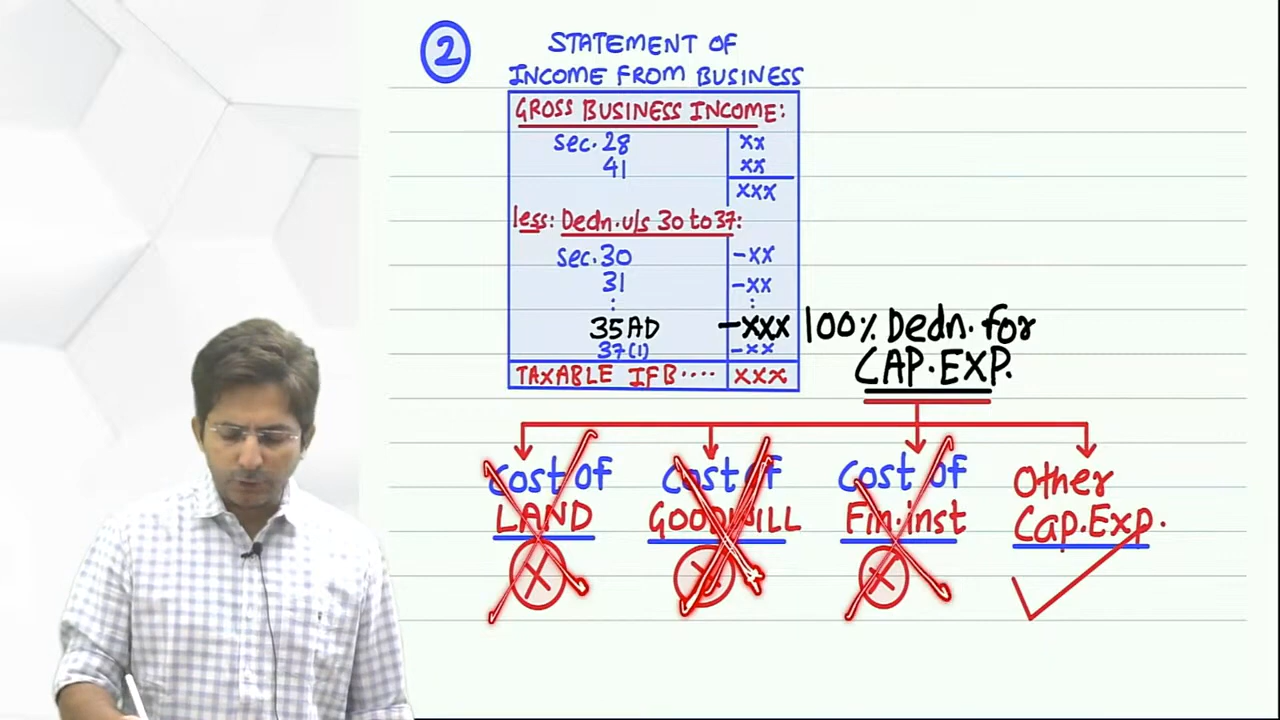 2
STATEMENT OF
INCOME FROM BUSINESS
GROSS BUSINESS INCOME:
sec. 28 xx
41 xx
xxx
less: Dedn. u/s 30 to 37:
sec. 30 -xx
31 -xx
: :
35AD -xxx 100% Dedn. for
CAP. EXP.
37(1) -xx
TAXABLE IFB.... xxx
Cost of
LAND
X
Cost of
GOODWILL
X
Cost of
Fin. inst
X
Other
Cap. Exp.